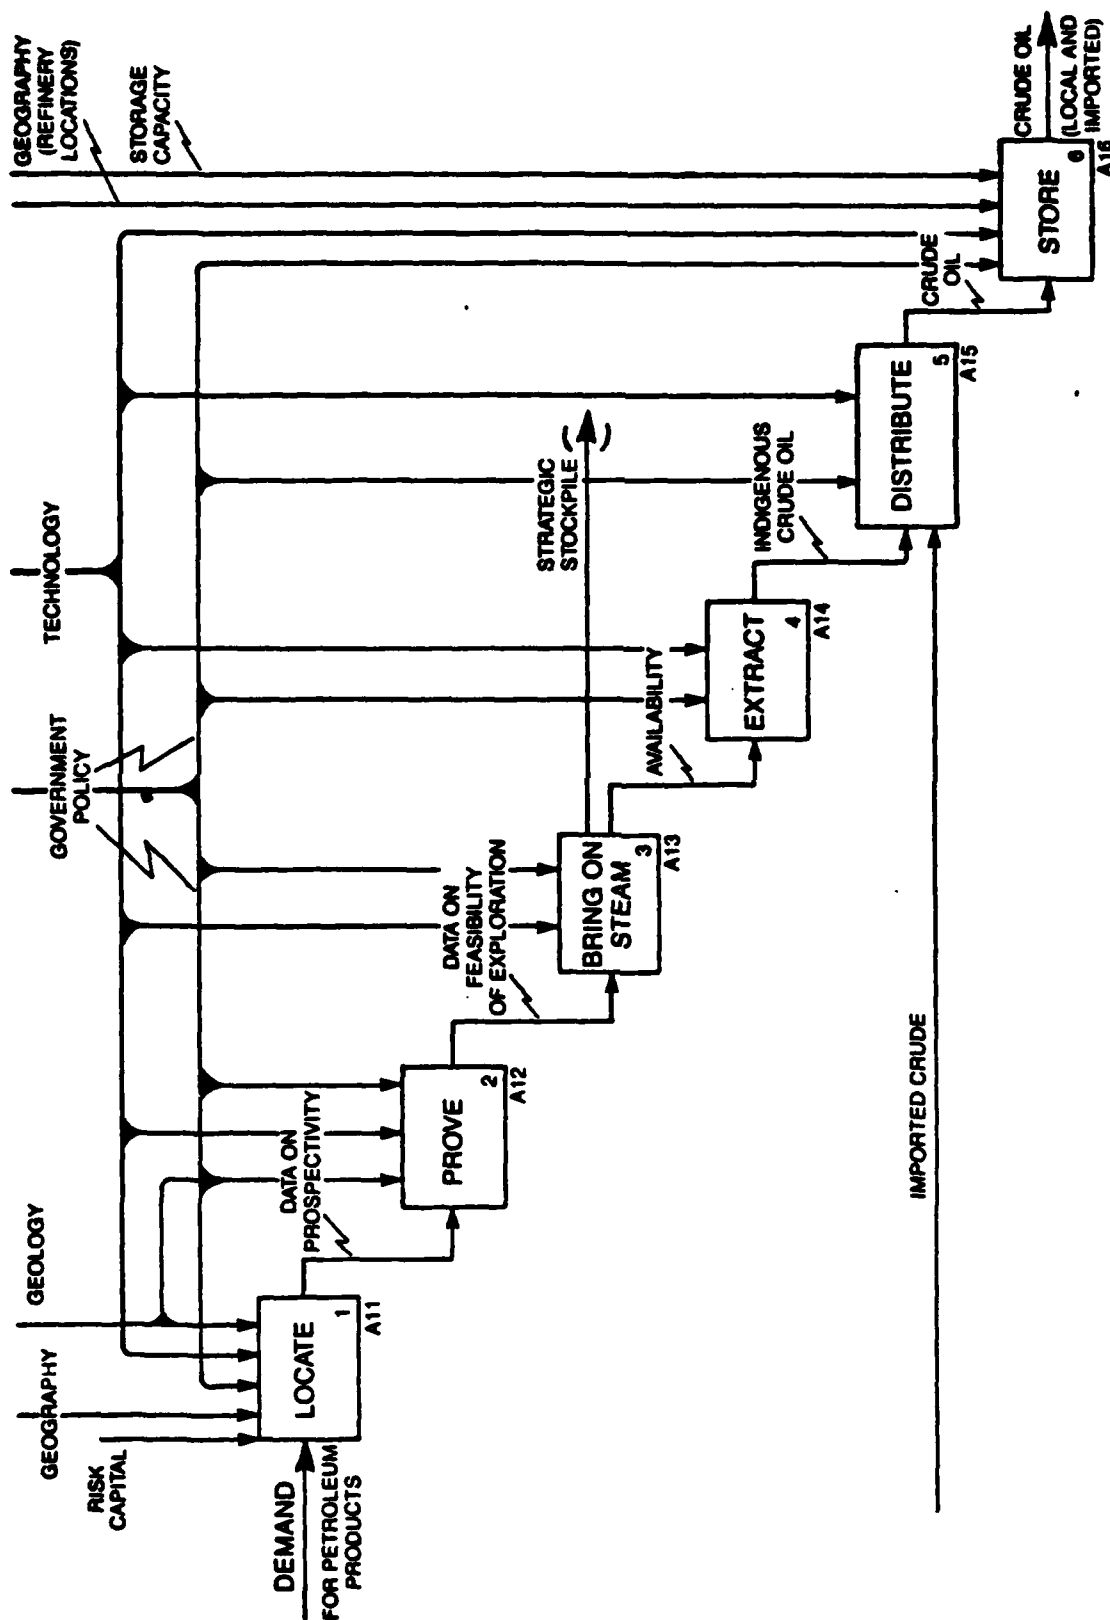 GEOGRAPHY
RISK
CAPITAL
GEOLOGY
GOVERNMENT
POLICY
TECHNOLOGY
GEOGRAPHY
(REFINERY
LOCATIONS)
STORAGE
CAPACITY
DEMAND
FOR PETROLEUM
PRODUCTS
LOCATE
1
A11
DATA ON
PROSPECTIVITY
PROVE
2
A12
DATA ON
FEASIBILITY
OF EXPLORATION
BRING ON
STEAM
3
A13
STRATEGIC
STOCKPILE
AVAILABILITY
EXTRACT
4
A14
INDIGENOUS
CRUDE OIL
DISTRIBUTE
5
A15
IMPORTED CRUDE
CRUDE
OIL
STORE
6
A16
CRUDE OIL
(LOCAL AND
IMPORTED)